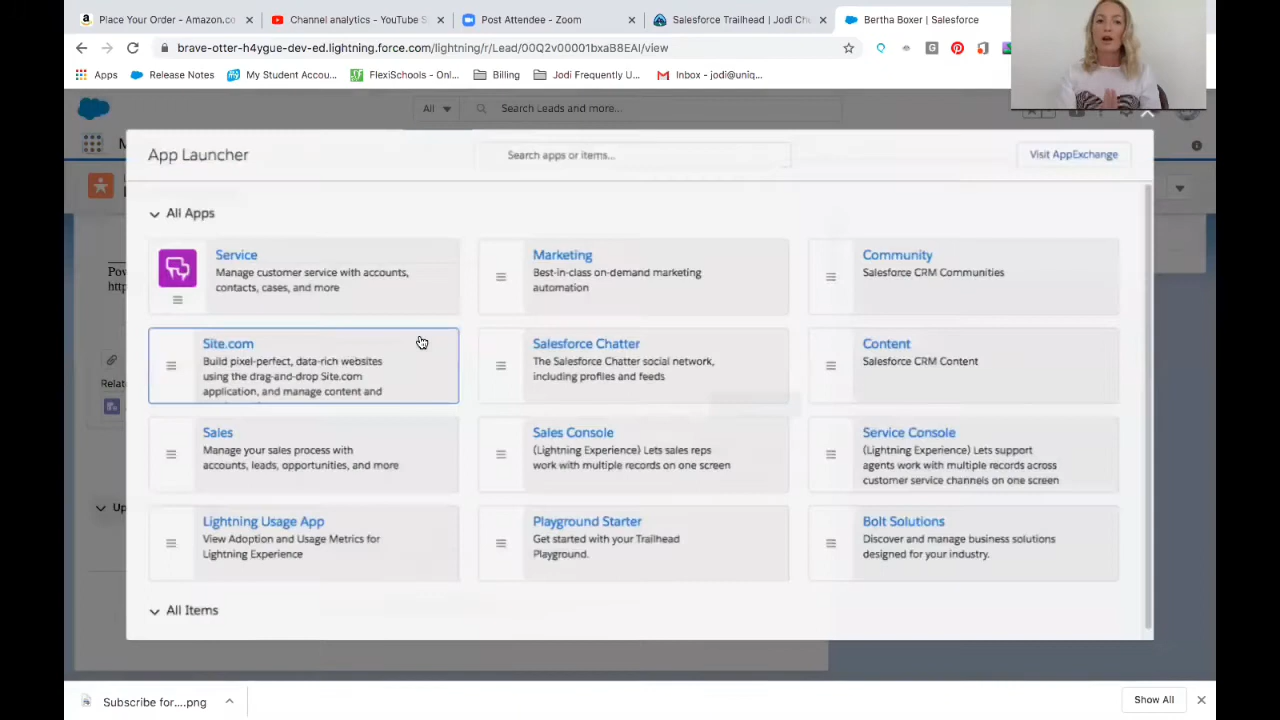 Place Your Order - Amazon.co
Channel analytics - YouTube S
Post Attendee - Zoom
Salesforce Trailhead | Jodi Ch
Bertha Boxer | Salesforce
brave-otter-h4ygue-dev-ed.lightning.force.com/lightning/r/Lead/00Q2v00001bxaB8EAI/view
Apps
Release Notes
My Student Accou...
FlexiSchools - Onl...
Billing
Jodi Frequently U...
Inbox - jodi@uniq...
All
Search Leads and more...
App Launcher
Search apps or items...
Visit AppExchange
All Apps
Service
Manage customer service with accounts,
contacts, cases, and more
Marketing
Best-in-class on-demand marketing
automation
Community
Salesforce CRM Communities
Site.com
Build pixel-perfect, data-rich websites
using the drag-and-drop Site.com
application, and manage content and
Salesforce Chatter
The Salesforce Chatter social network,
including profiles and feeds
Content
Salesforce CRM Content
Sales
Manage your sales process with
accounts, leads, opportunities, and more
Sales Console
(Lightning Experience) Lets sales reps
work with multiple records on one screen
Service Console
(Lightning Experience) Lets support
agents work with multiple records across
customer service channels on one screen
Lightning Usage App
View Adoption and Usage Metrics for
Lightning Experience
Playground Starter
Get started with your Trailhead
Playground.
Bolt Solutions
Discover and manage business solutions
designed for your industry.
All Items
Pow
http
Relate
Up
Subscribe for....png
Show All